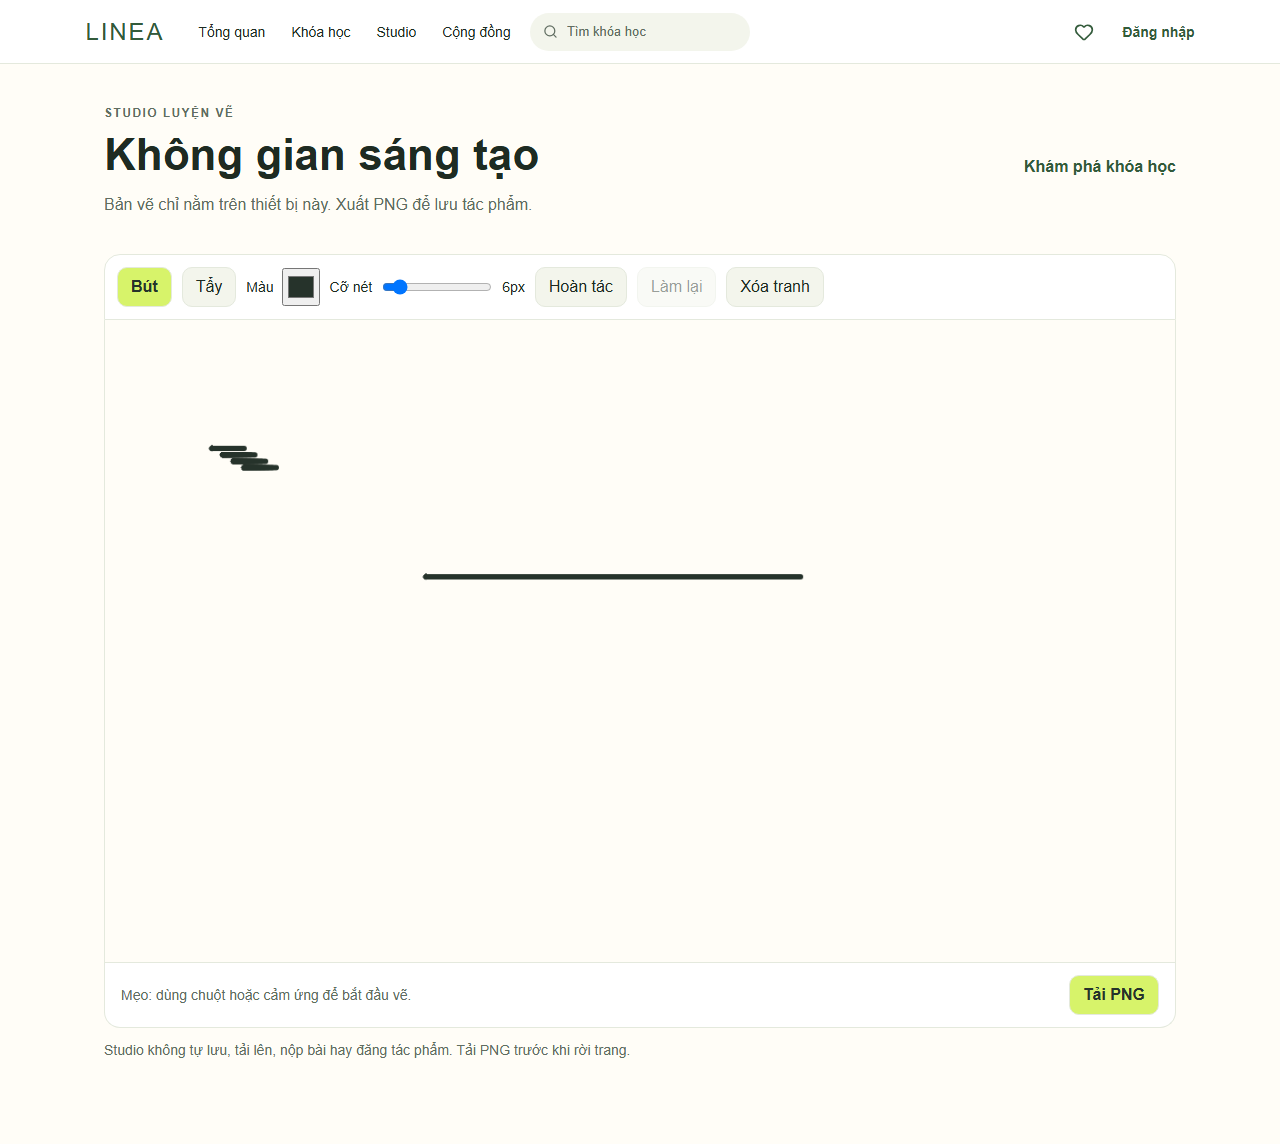 LINEA
Tổng quan
Khóa học
Studio
Cộng đồng
Tìm khóa học
Đăng nhập
STUDIO LUYỆN VẼ
Không gian sáng tạo
Khám phá khóa học
Bản vẽ chỉ nằm trên thiết bị này. Xuất PNG để lưu tác phẩm.
Bút
Tẩy
Màu
Cỡ nét
6px
Hoàn tác
Làm lại
Xóa tranh
Mẹo: dùng chuột hoặc cảm ứng để bắt đầu vẽ.
Tải PNG
Studio không tự lưu, tải lên, nộp bài hay đăng tác phẩm. Tải PNG trước khi rời trang.